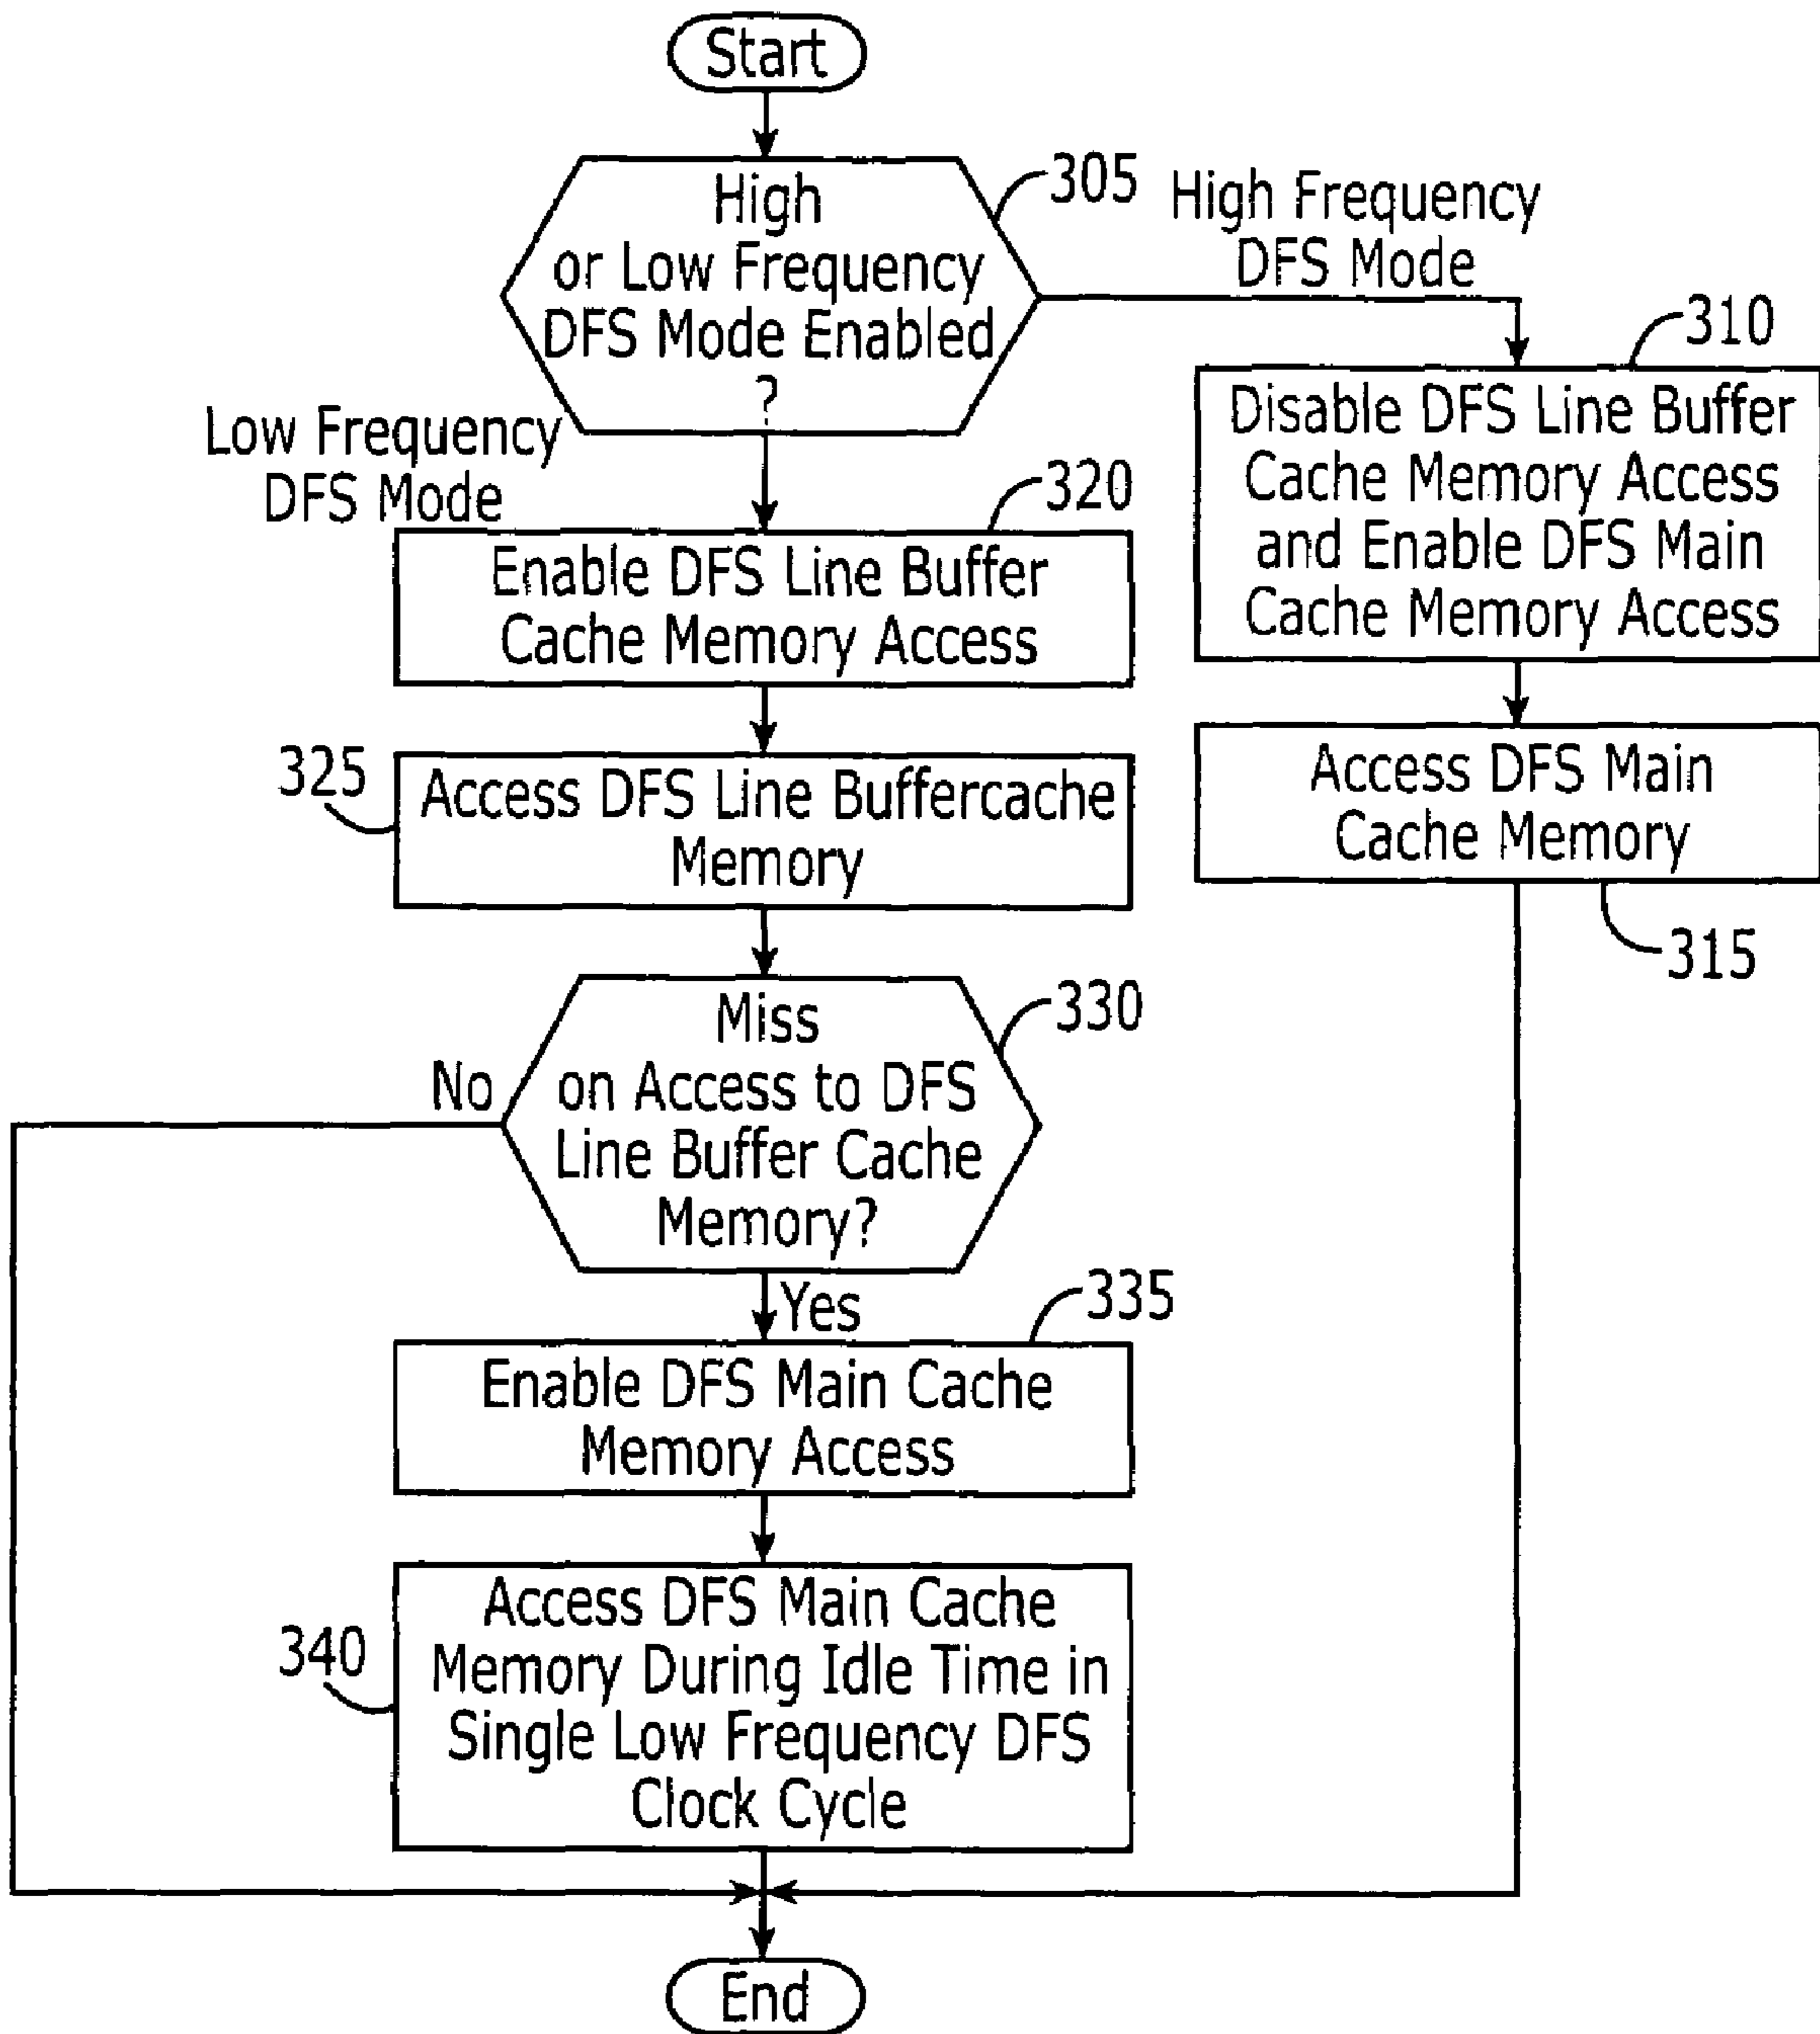 Start
High
or Low Frequency
DFS Mode Enabled
?
305
High Frequency
DFS Mode
310
Disable DFS Line Buffer
Cache Memory Access
and Enable DFS Main
Cache Memory Access
Access DFS Main
Cache Memory
315
Low Frequency
DFS Mode
320
Enable DFS Line Buffer
Cache Memory Access
325
Access DFS Line Buffercache
Memory
330
Miss
on Access to DFS
Line Buffer Cache
Memory?
No
Yes
335
Enable DFS Main Cache
Memory Access
340
Access DFS Main Cache
Memory During Idle Time in
Single Low Frequency DFS
Clock Cycle
End